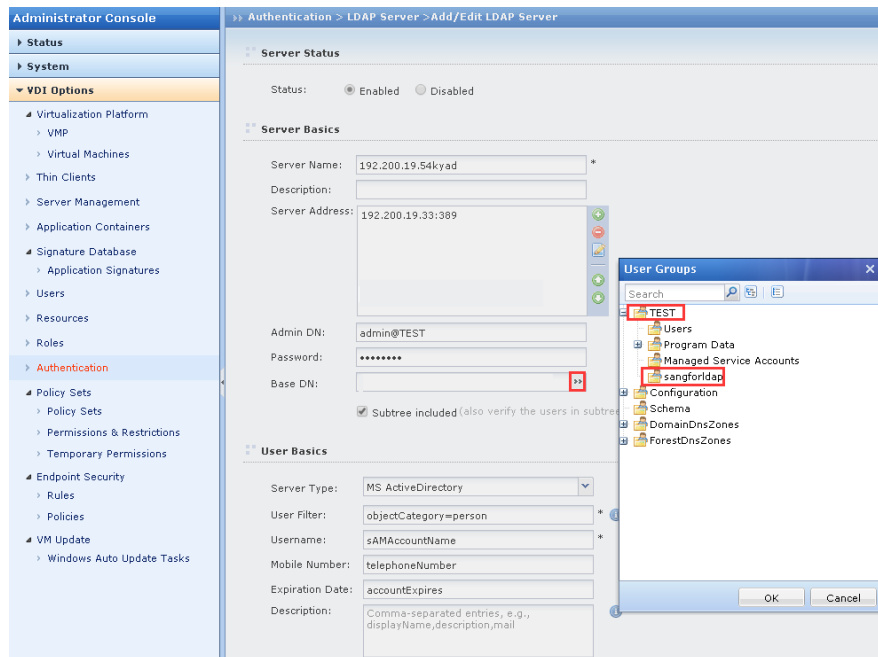 Administrator Console
Status
System
VDI Options
Virtualization Platform
VMP
Virtual Machines
Thin Clients
Server Management
Application Containers
Signature Database
Application Signatures
Users
Resources
Roles
Authentication
Policy Sets
Policy Sets
Permissions & Restrictions
Temporary Permissions
Endpoint Security
Rules
Policies
VM Update
Windows Auto Update Tasks
Authentication > LDAP Server >Add/Edit LDAP Server
Server Status
Status: Enabled Disabled
Server Basics
Server Name: 192.200.19.54kyad *
Description:
Server Address: 192.200.19.33:389
Admin DN: admin@TEST
Password: ••••••••
Base DN:
Subtree included (also verify the users in subtree
User Basics
Server Type: MS ActiveDirectory
User Filter: objectCategory=person *
Username: sAMAccountName *
Mobile Number: telephoneNumber
Expiration Date: accountExpires
Description: Comma-separated entries, e.g.,
displayName,description,mail
User Groups
Search
TEST
Users
Program Data
Managed Service Accounts
sangforldap
Configuration
Schema
DomainDnsZones
ForestDnsZones
OK Cancel